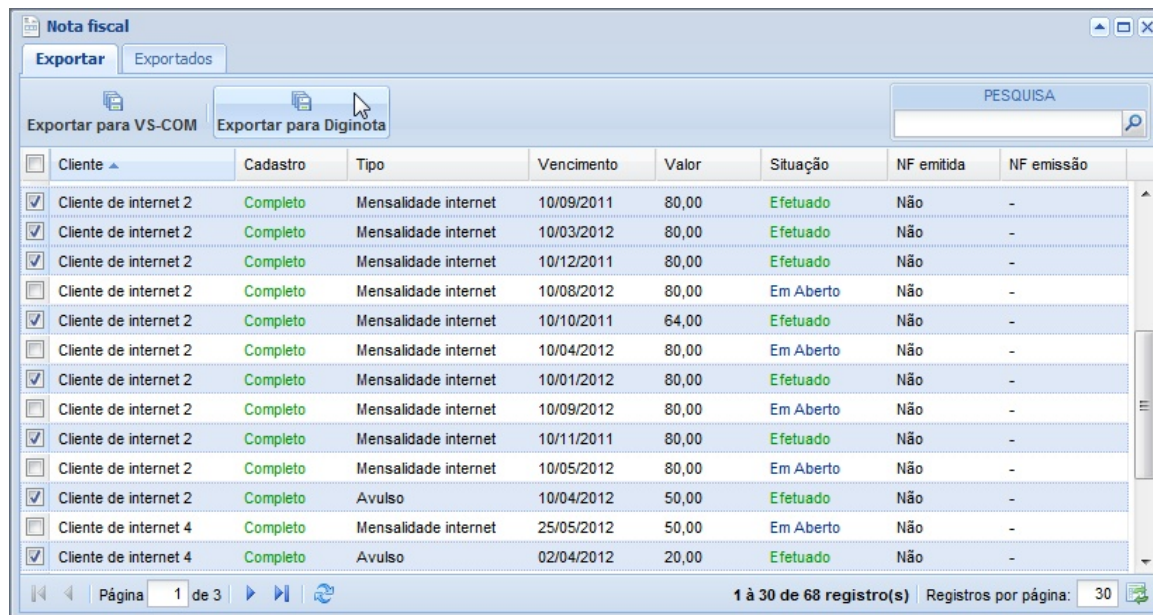 Nota fiscal
Exportar Exportados
PESQUISA
Exportar para VS-COM Exportar para Diginota
Cliente Cadastro Tipo Vencimento Valor Situação NF emitida NF emissão
Cliente de internet 2 Completo Mensalidade internet 10/09/2011 80,00 Efetuado Não -
Cliente de internet 2 Completo Mensalidade internet 10/03/2012 80,00 Efetuado Não -
Cliente de internet 2 Completo Mensalidade internet 10/12/2011 80,00 Efetuado Não -
Cliente de internet 2 Completo Mensalidade internet 10/08/2012 80,00 Em Aberto Não -
Cliente de internet 2 Completo Mensalidade internet 10/10/2011 64,00 Efetuado Não -
Cliente de internet 2 Completo Mensalidade internet 10/04/2012 80,00 Em Aberto Não -
Cliente de internet 2 Completo Mensalidade internet 10/01/2012 80,00 Efetuado Não -
Cliente de internet 2 Completo Mensalidade internet 10/09/2012 80,00 Em Aberto Não -
Cliente de internet 2 Completo Mensalidade internet 10/11/2011 80,00 Efetuado Não -
Cliente de internet 2 Completo Mensalidade internet 10/05/2012 80,00 Em Aberto Não -
Cliente de internet 2 Completo Avulso 10/04/2012 50,00 Efetuado Não -
Cliente de internet 4 Completo Mensalidade internet 25/05/2012 50,00 Em Aberto Não -
Cliente de internet 4 Completo Avulso 02/04/2012 20,00 Efetuado Não -
Página 1 de 3 1 à 30 de 68 registro(s) Registros por página: 30